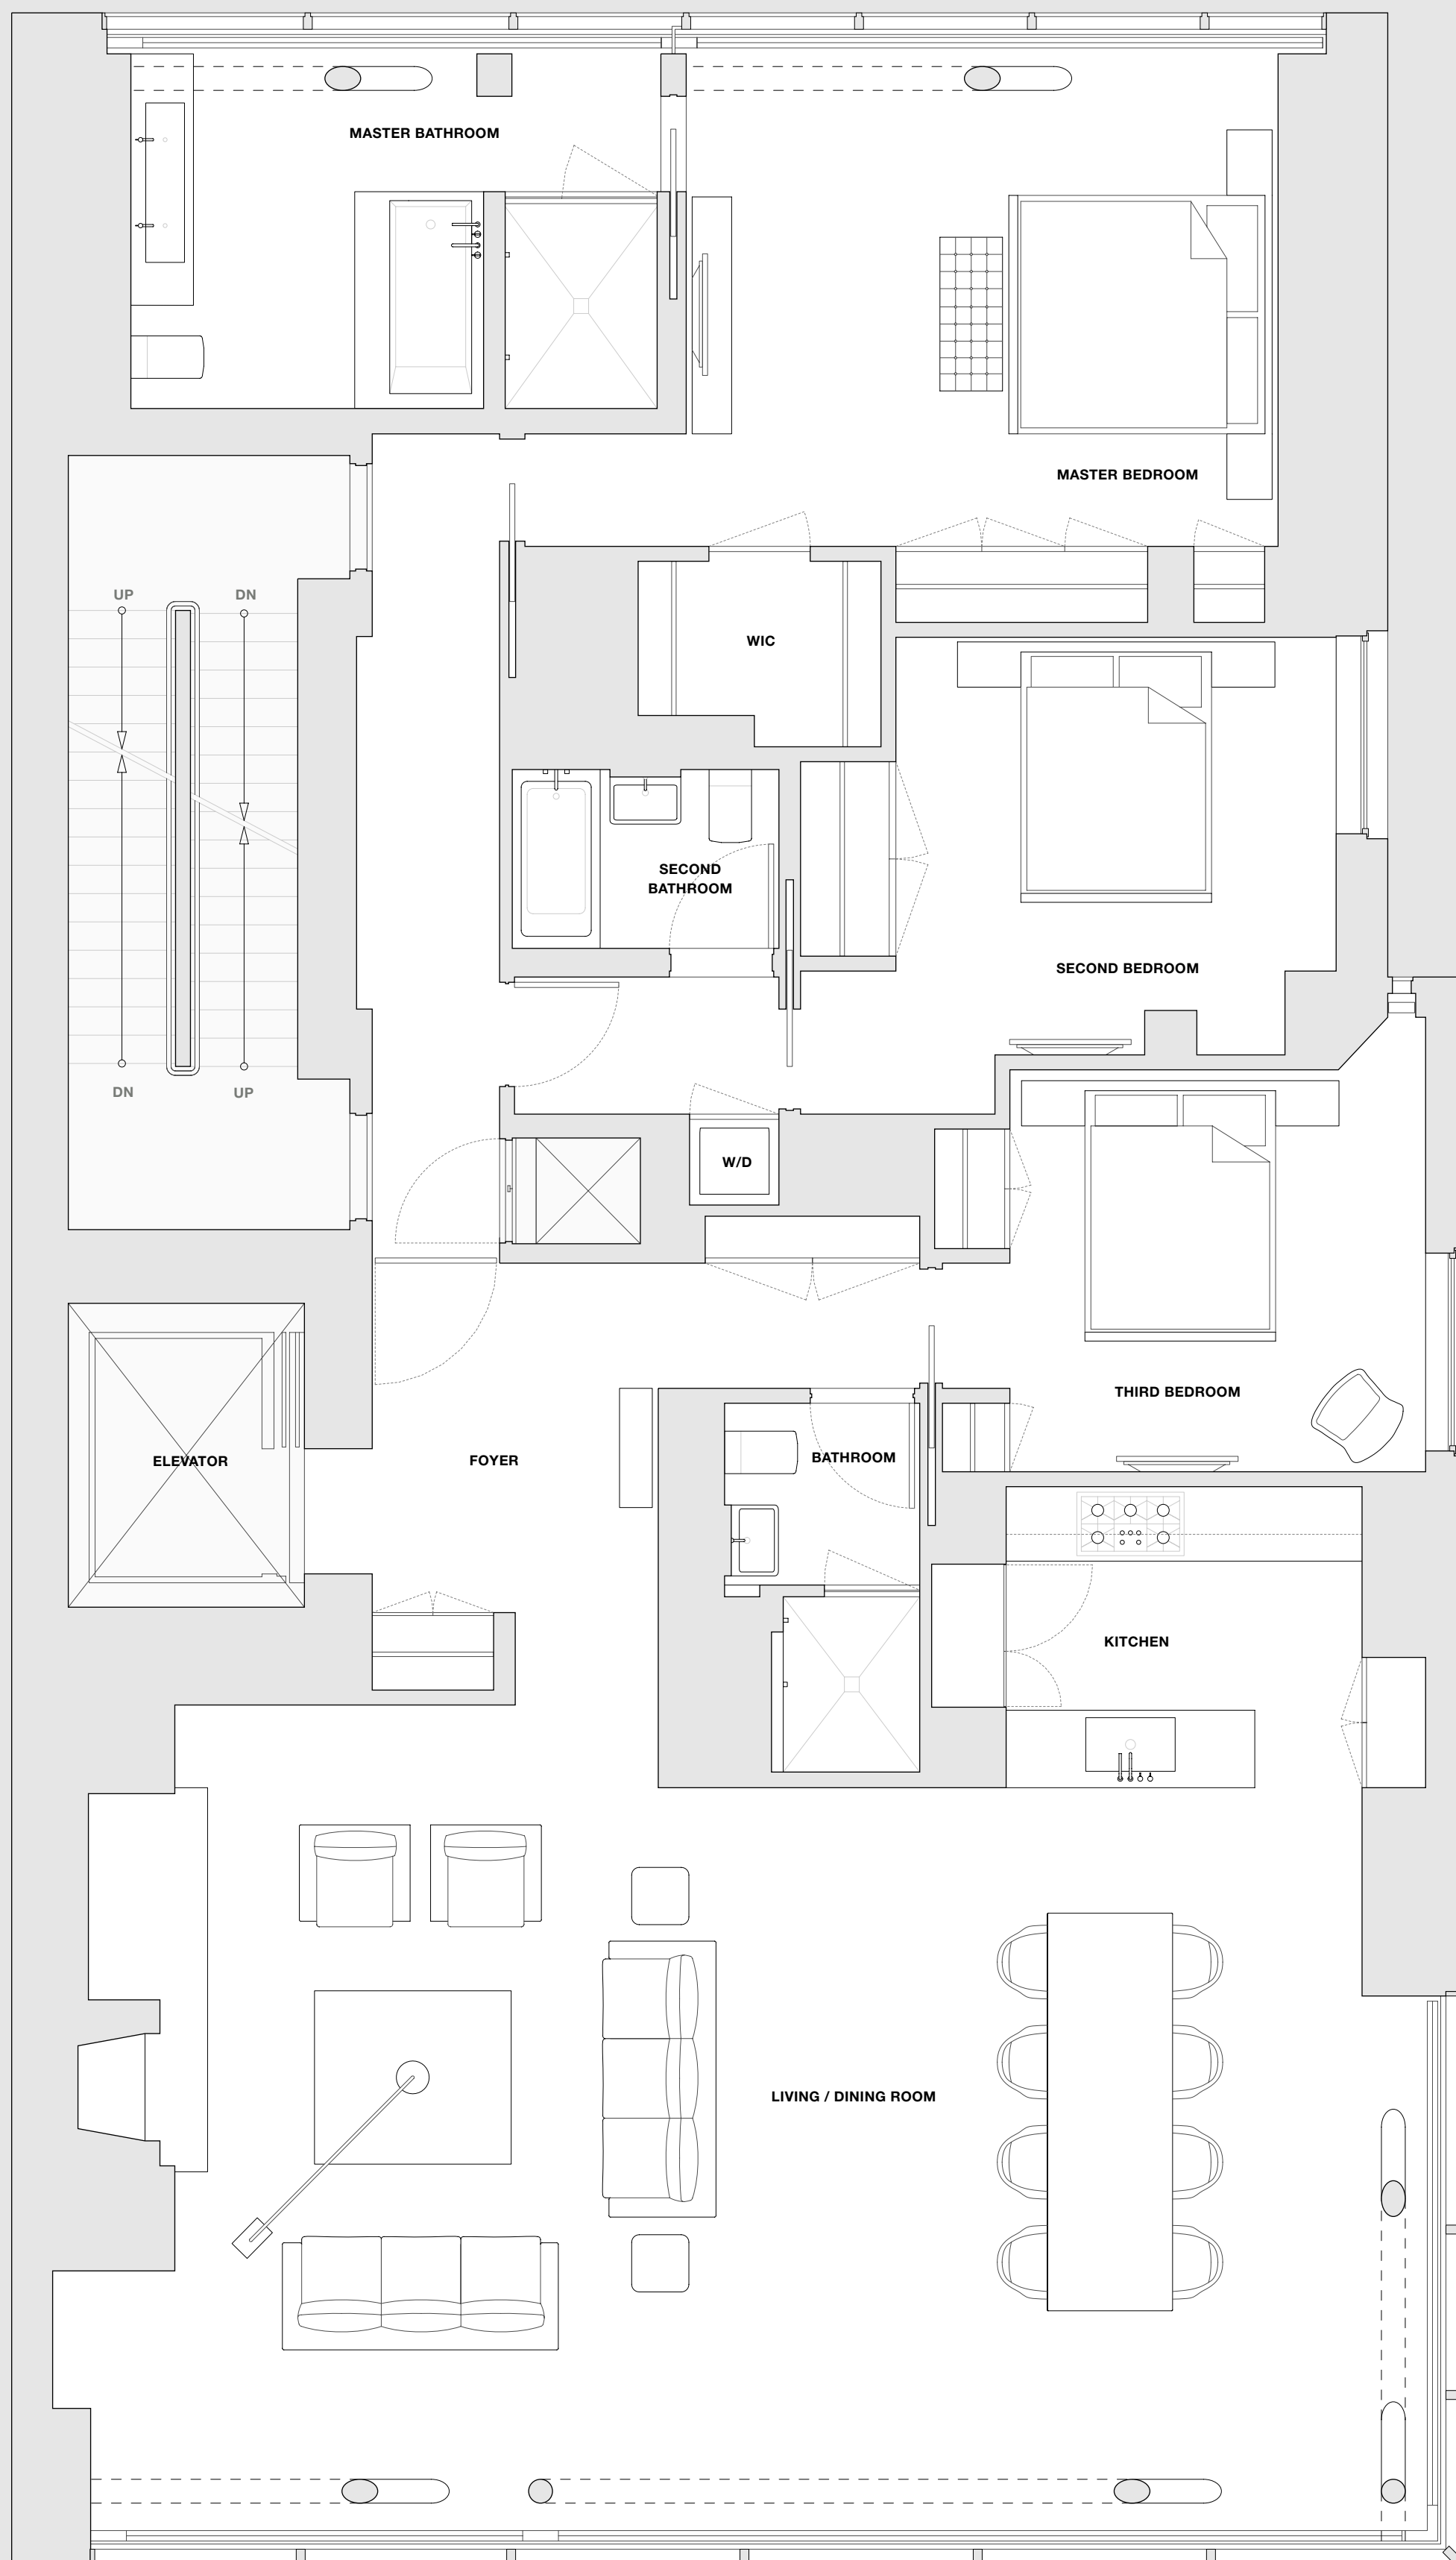 MASTER BATHROOM
MASTER BEDROOM
UP
DN
WIC
SECOND
BATHROOM
SECOND BEDROOM
DN
UP
W/D
THIRD BEDROOM
ELEVATOR
FOYER
BATHROOM
KITCHEN
LIVING / DINING ROOM